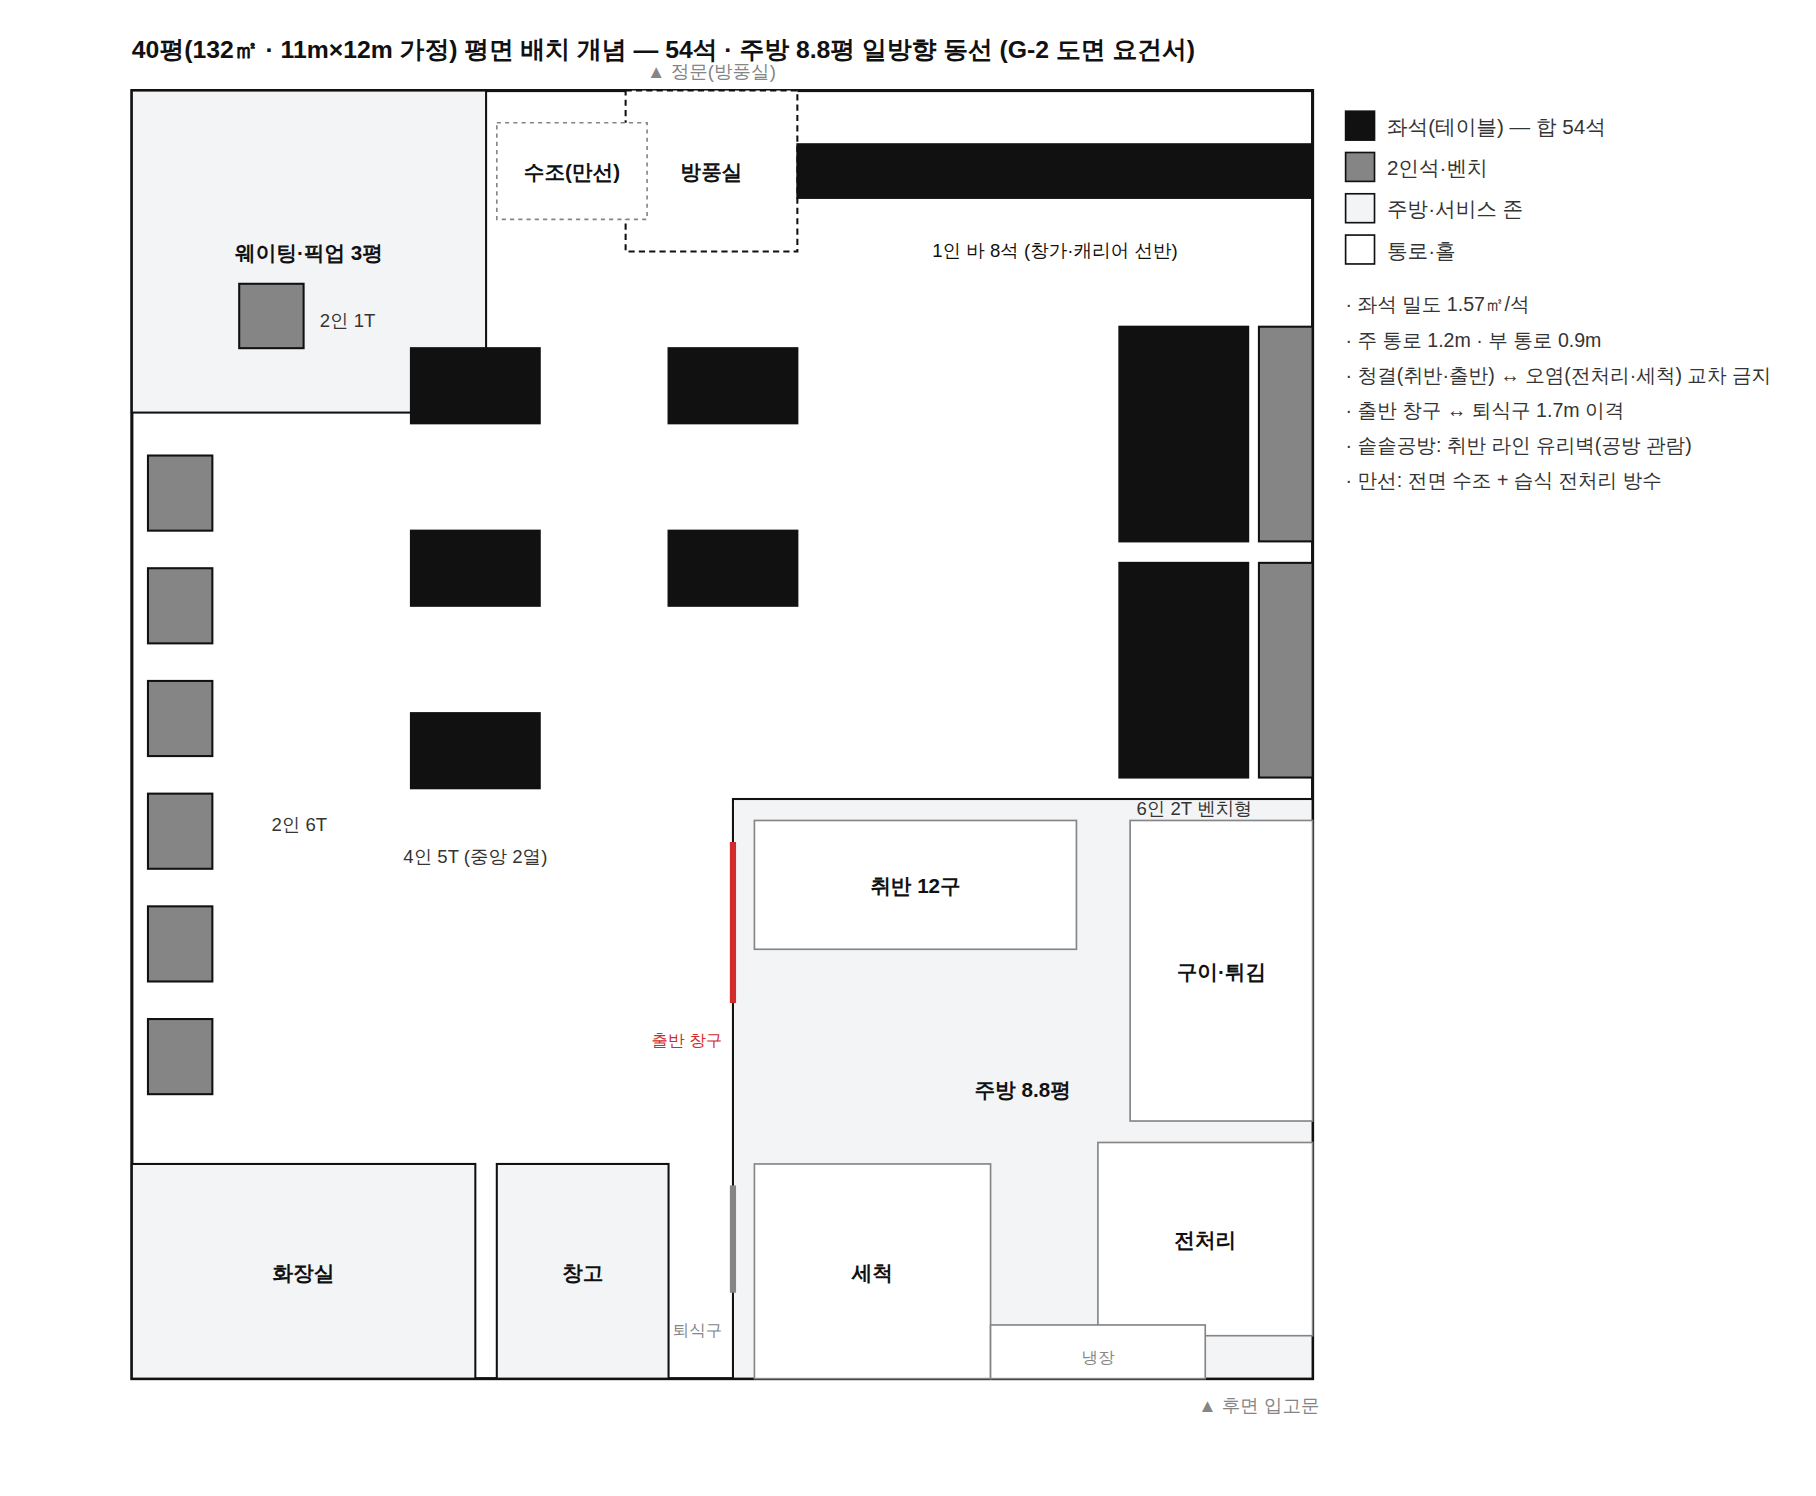 40평(132㎡ · 11m×12m 가정) 평면 배치 개념 — 54석 · 주방 8.8평 일방향 동선 (G-2 도면 요건서)
▲ 정문(방풍실)
좌석(테이블) — 합 54석
2인석·벤치
주방·서비스 존
통로·홀
· 좌석 밀도 1.57㎡/석
· 주 통로 1.2m · 부 통로 0.9m
· 청결(취반·출반) ↔ 오염(전처리·세척) 교차 금지
· 출반 창구 ↔ 퇴식구 1.7m 이격
· 솥솥공방: 취반 라인 유리벽(공방 관람)
· 만선: 전면 수조 + 습식 전처리 방수
수조(만선)
방풍실
웨이팅·픽업 3평
1인 바 8석 (창가·캐리어 선반)
2인 1T
6인 2T 벤치형
2인 6T
4인 5T (중앙 2열)
취반 12구
구이·튀김
출반 창구
주방 8.8평
전처리
화장실
창고
세척
퇴식구
냉장
▲ 후면 입고문